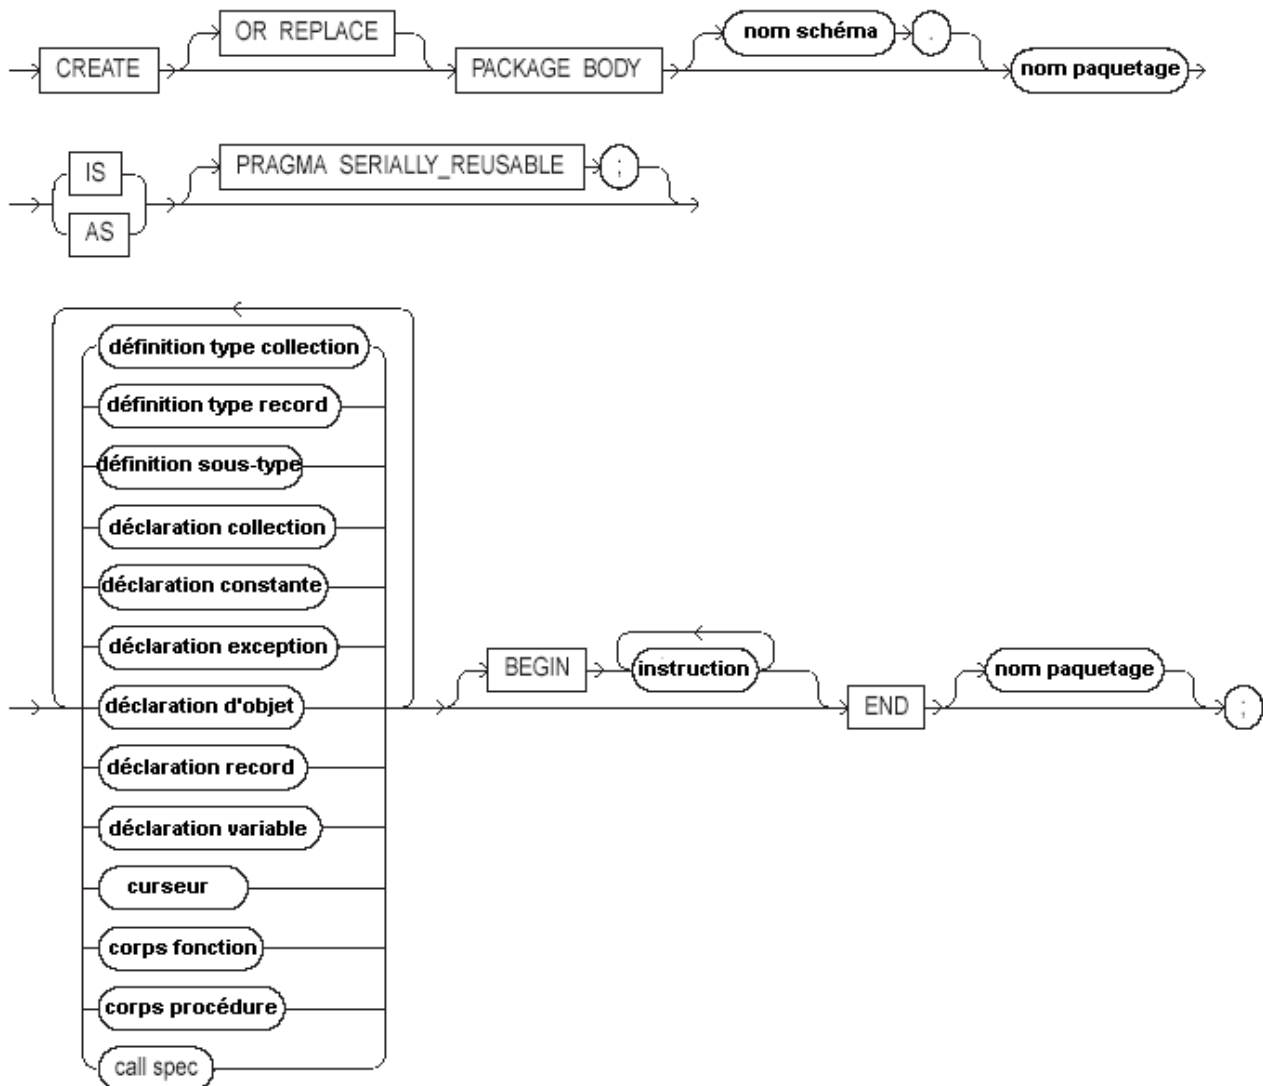 OR REPLACE nom schéma .
CREATE PACKAGE BODY nom paquetage
IS PRAGMA SERIALLY_REUSABLE ;
AS
définition type collection
définition type record
définition sous-type
déclaration collection
déclaration constante
déclaration exception
BEGIN instruction nom paquetage
déclaration d'objet END ;
déclaration record
déclaration variable
curseur
corps fonction
corps procédure
call spec